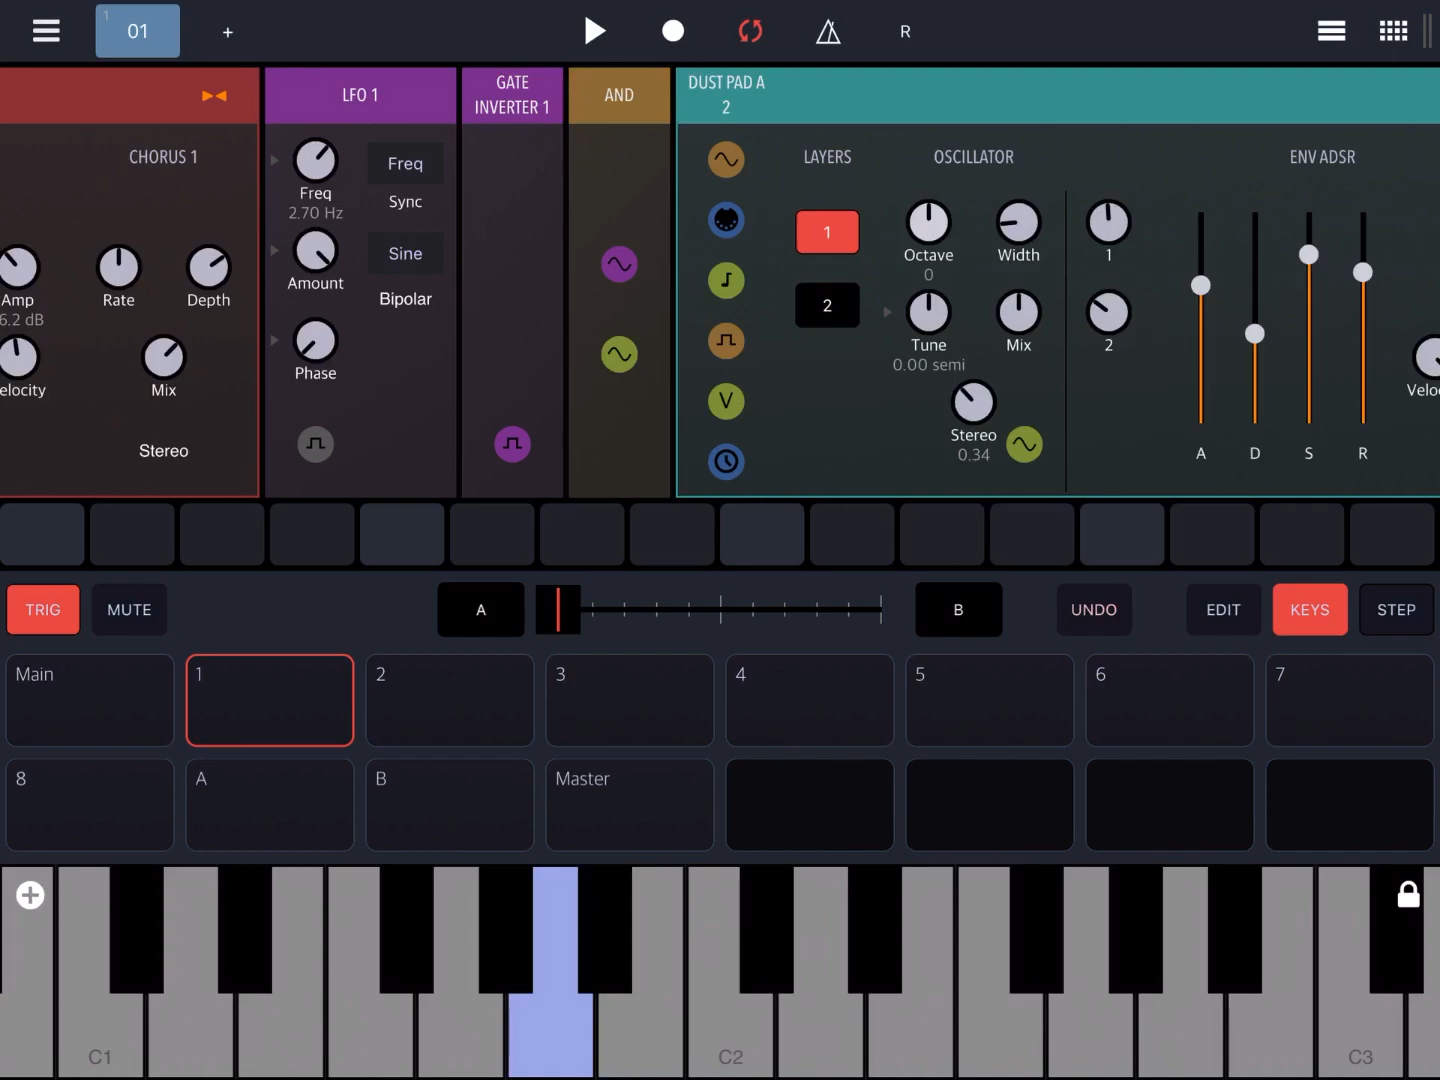 1
01
+
R
LFO 1
GATE
INVERTER 1
AND
DUST PAD A
2
CHORUS 1
Amp
6.2 dB
Rate
Depth
elocity
Mix
Stereo
Freq
2.70 Hz
Freq
Sync
Amount
Sine
Bipolar
Phase
V
LAYERS
1
2
OSCILLATOR
Octave
0
Width
Tune
0.00 semi
Mix
Stereo
0.34
1
2
ENV ADSR
A
D
S
R
Veloc
TRIG
MUTE
A
B
UNDO
EDIT
KEYS
STEP
Main
1
2
3
4
5
6
7
8
A
B
Master
C1
C2
C3